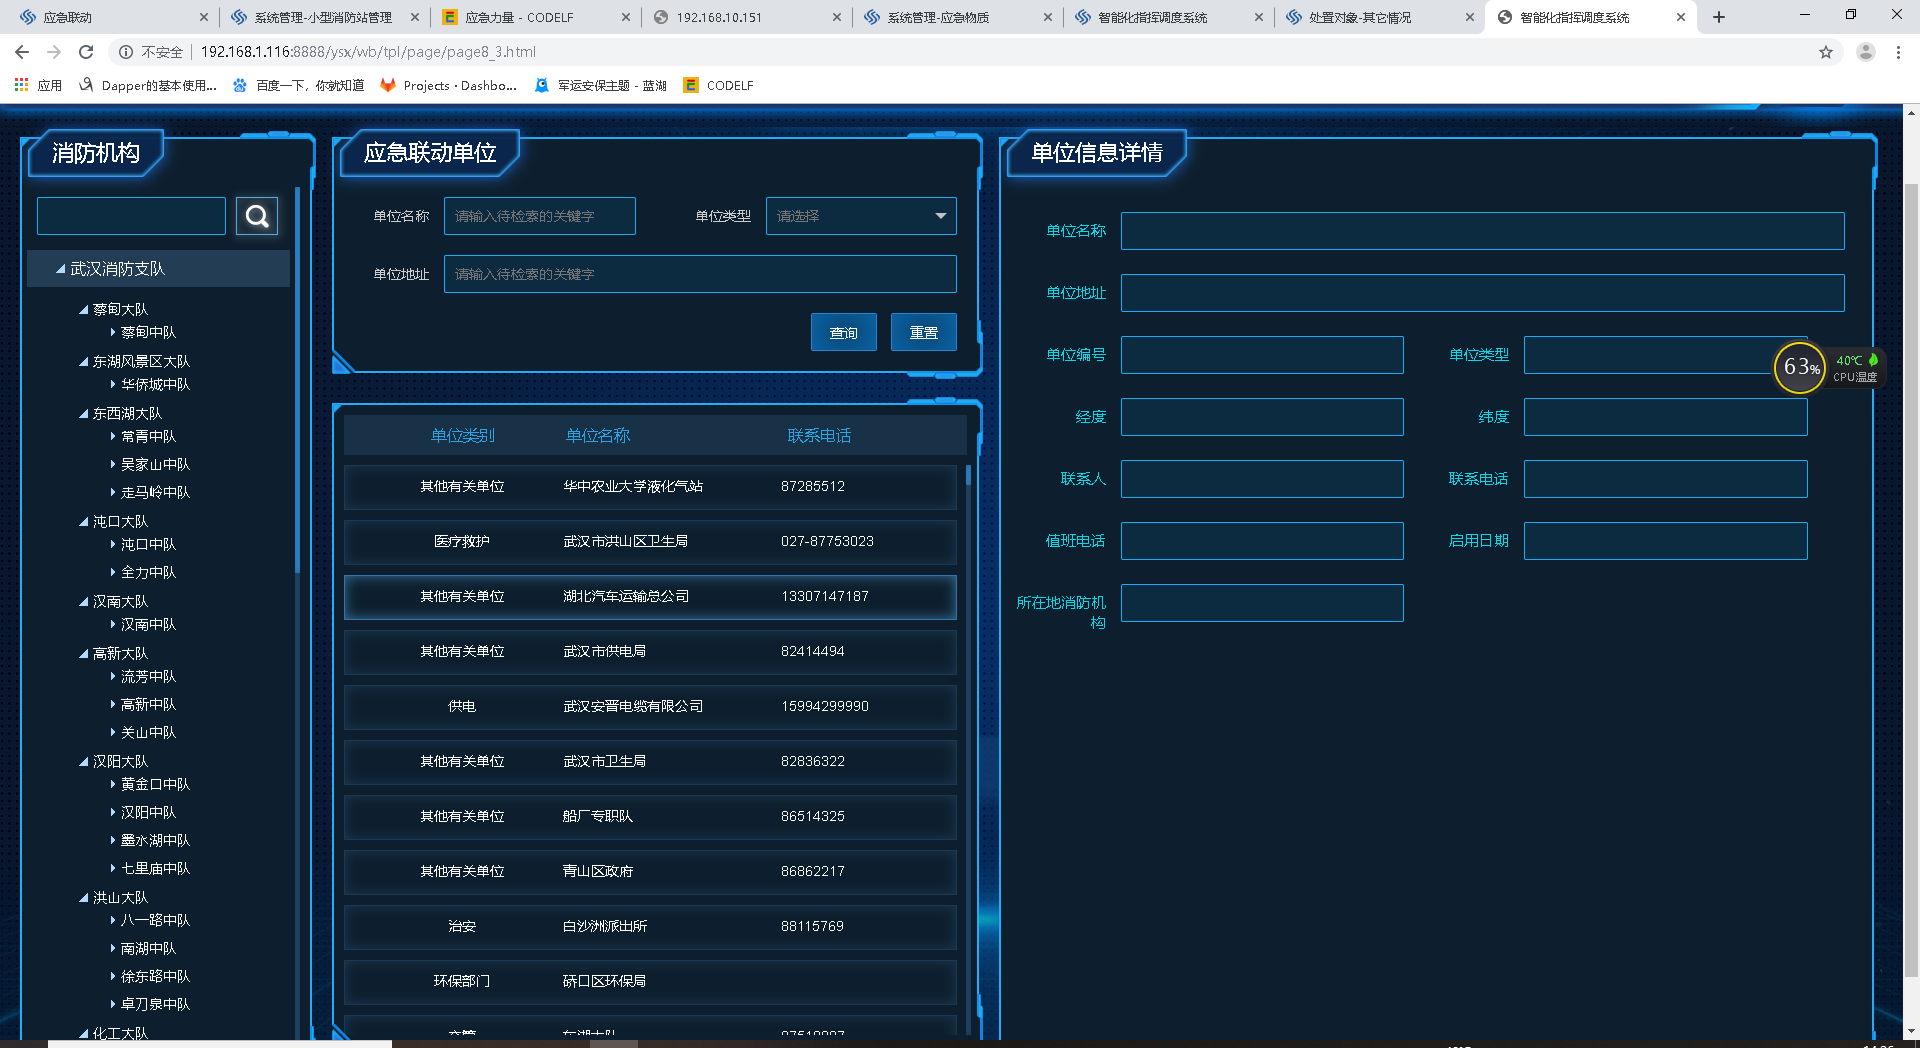 应急联动
系统管理-小型消防站管理
应急力量 - CODELF
192.168.10.151
系统管理-应急物质
智能化指挥调度系统
处置对象-其它情况
智能化指挥调度系统
不安全
192.168.1.116:8888/ysx/wb/tpl/page/page8_3.html
应用
Dapper的基本使用...
百度一下，你就知道
Projects · Dashbo...
军运安保主题 - 蓝湖
CODELF
消防机构
武汉消防支队
蔡甸大队
蔡甸中队
东湖风景区大队
华侨城中队
东西湖大队
常青中队
吴家山中队
走马岭中队
沌口大队
沌口中队
全力中队
汉南大队
汉南中队
高新大队
流芳中队
高新中队
关山中队
汉阳大队
黄金口中队
汉阳中队
墨水湖中队
七里庙中队
洪山大队
八一路中队
南湖中队
徐东路中队
卓刀泉中队
化工大队
应急联动单位
单位名称 请输入待检索的关键字 单位类型 请选择
单位地址 请输入待检索的关键字
查询 重置
单位类别 单位名称 联系电话
其他有关单位 华中农业大学液化气站 87285512
医疗救护 武汉市洪山区卫生局 027-87753023
其他有关单位 湖北汽车运输总公司 13307147187
其他有关单位 武汉市供电局 82414494
供电 武汉安晋电缆有限公司 15994299990
其他有关单位 武汉市卫生局 82836322
其他有关单位 船厂专职队 86514325
其他有关单位 青山区政府 86862217
治安 白沙洲派出所 88115769
环保部门 硚口区环保局
单位信息详情
单位名称
单位地址
单位编号 单位类型
经度 纬度
联系人 联系电话
值班电话 启用日期
所在地消防机
构
63%
40℃
CPU温度